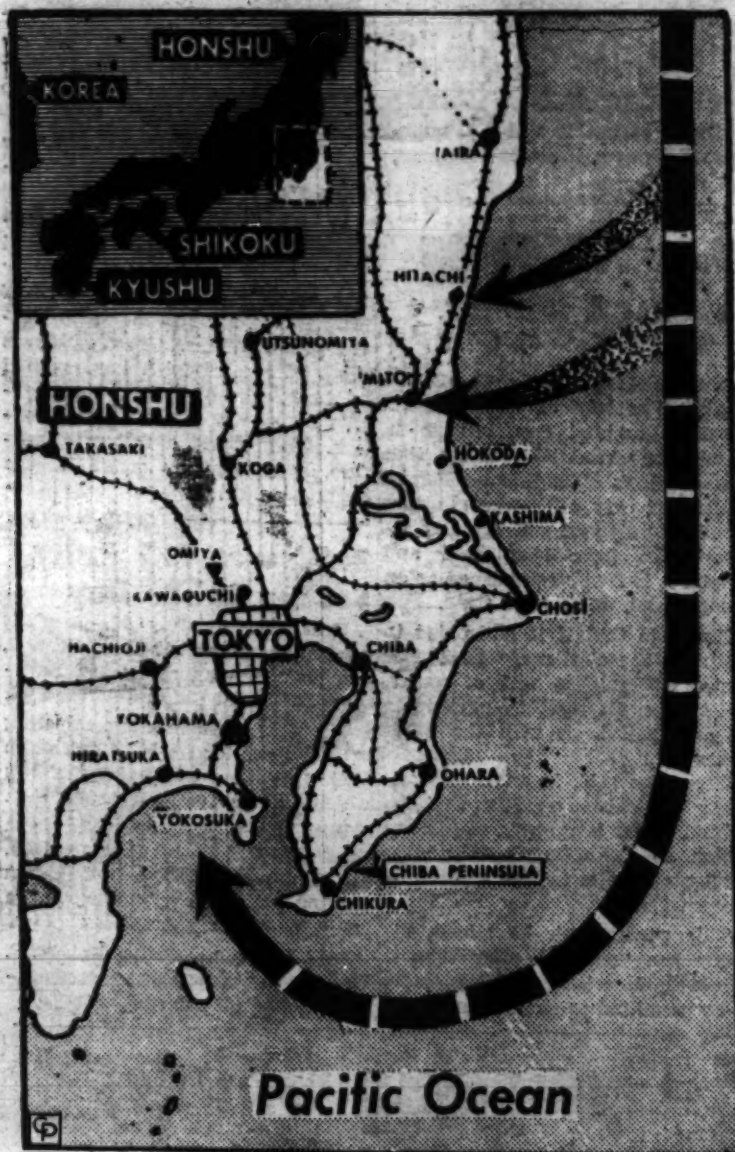 HONSHU
KOREA
SHIKOKU
KYUSHU
TAIRA
HITACHI
UTSUNOMIYA
MITO
HONSHU
TAKASAKI
KOGA
HOKODA
KASHIMA
OMIYA
KAWAGUCHI
CHOSI
TOKYO
HACHIOJI
CHIBA
YOKAHAMA
HIRATSUKA
OHARA
YOKOSUKA
CHIBA PENINSULA
CHIKURA
Pacific Ocean
CP